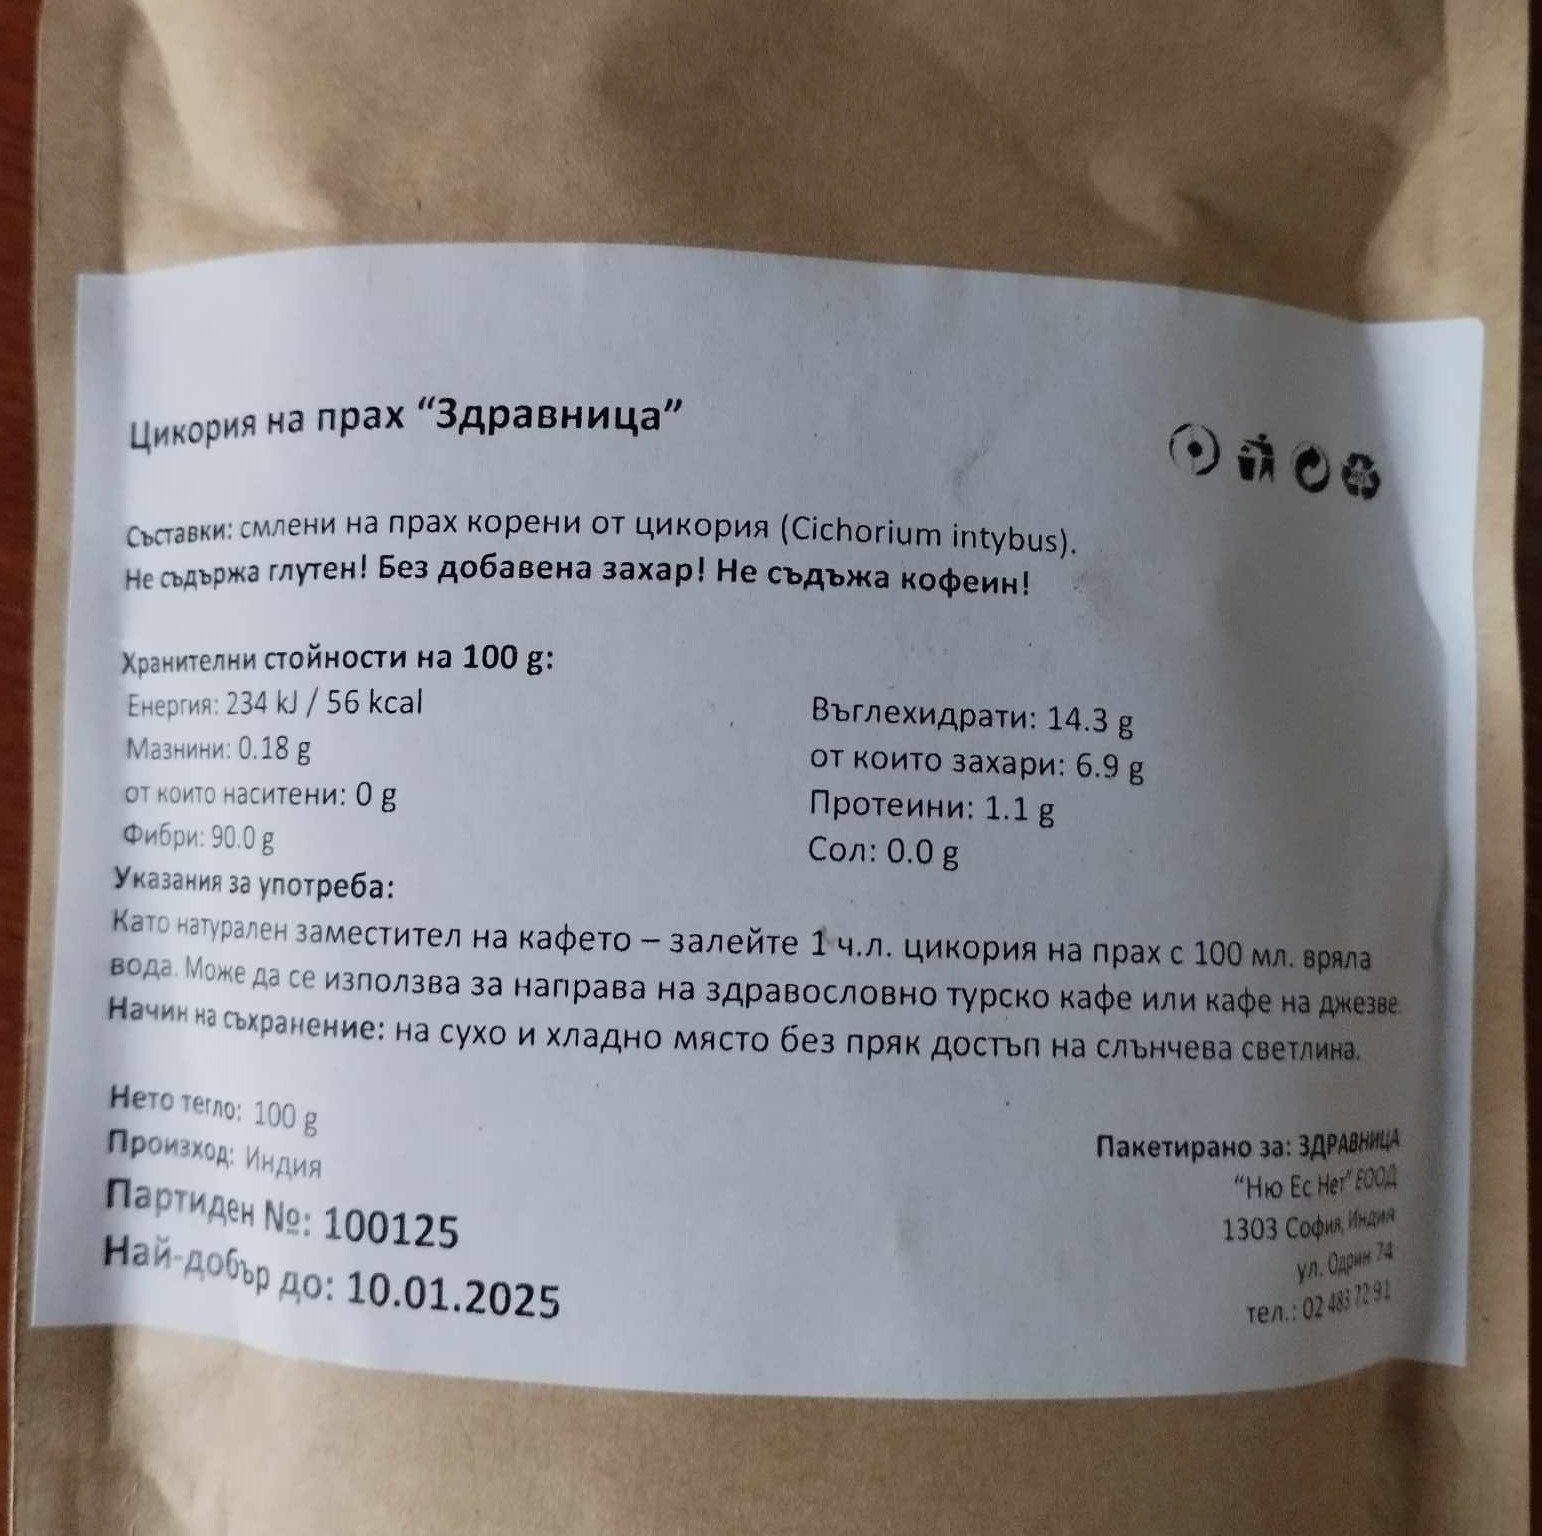 Цикория на прах “Здравница”
Съставки: смлени на прах корени от цикория (Cichorium intybus).
Не съдържа глутен! Без добавена захар! Не съдъжа кофеин!
Хранителни стойности на 100 g:
Енергия: 234 kJ / 56 kcal
Мазнини: 0.18 g
от които наситени: 0 g
Фибри: 90.0 g
Въглехидрати: 14.3 g
от които захари: 6.9 g
Протеини: 1.1 g
Сол: 0.0 g
Указания за употреба:
Като натурален заместител на кафето – залейте 1 ч.л. цикория на прах с 100 мл. вряла
вода. Може да се използва за направа на здравословно турско кафе или кафе на джезве.
Начин на съхранение: на сухо и хладно място без пряк достъп на слънчева светлина.
Нето тегло: 100 g
Произход: Индия
Партиден №: 100125
Най-добър до: 10.01.2025
Пакетирано за: ЗДРАВНИЦА
“Ню Ес Нет” ЕООД
1303 София, Индия
ул. Одрин 74
тел.: 02 483 72 91